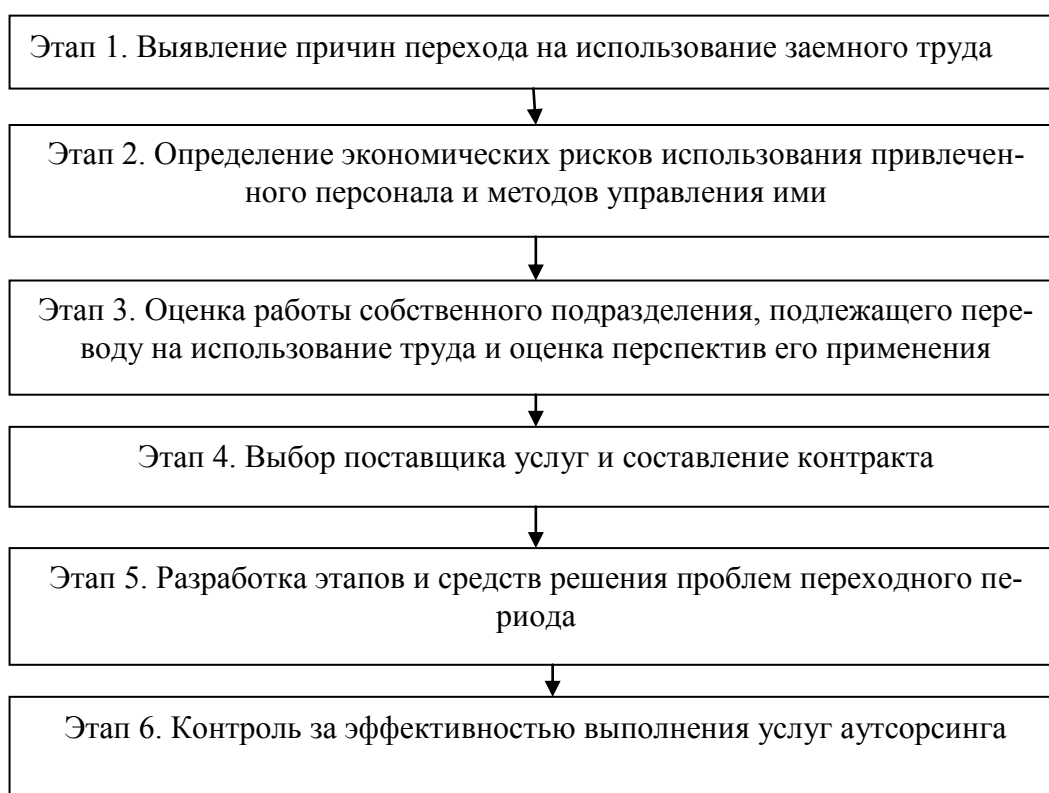 Этап 1. Выявление причин перехода на использование заемного труда
Этап 2. Определение экономических рисков использования привлечен-
ного персонала и методов управления ими
Этап 3. Оценка работы собственного подразделения, подлежащего пере-
воду на использование труда и оценка перспектив его применения
Этап 4. Выбор поставщика услуг и составление контракта
Этап 5. Разработка этапов и средств решения проблем переходного пе-
риода
Этап 6. Контроль за эффективностью выполнения услуг аутсорсинга